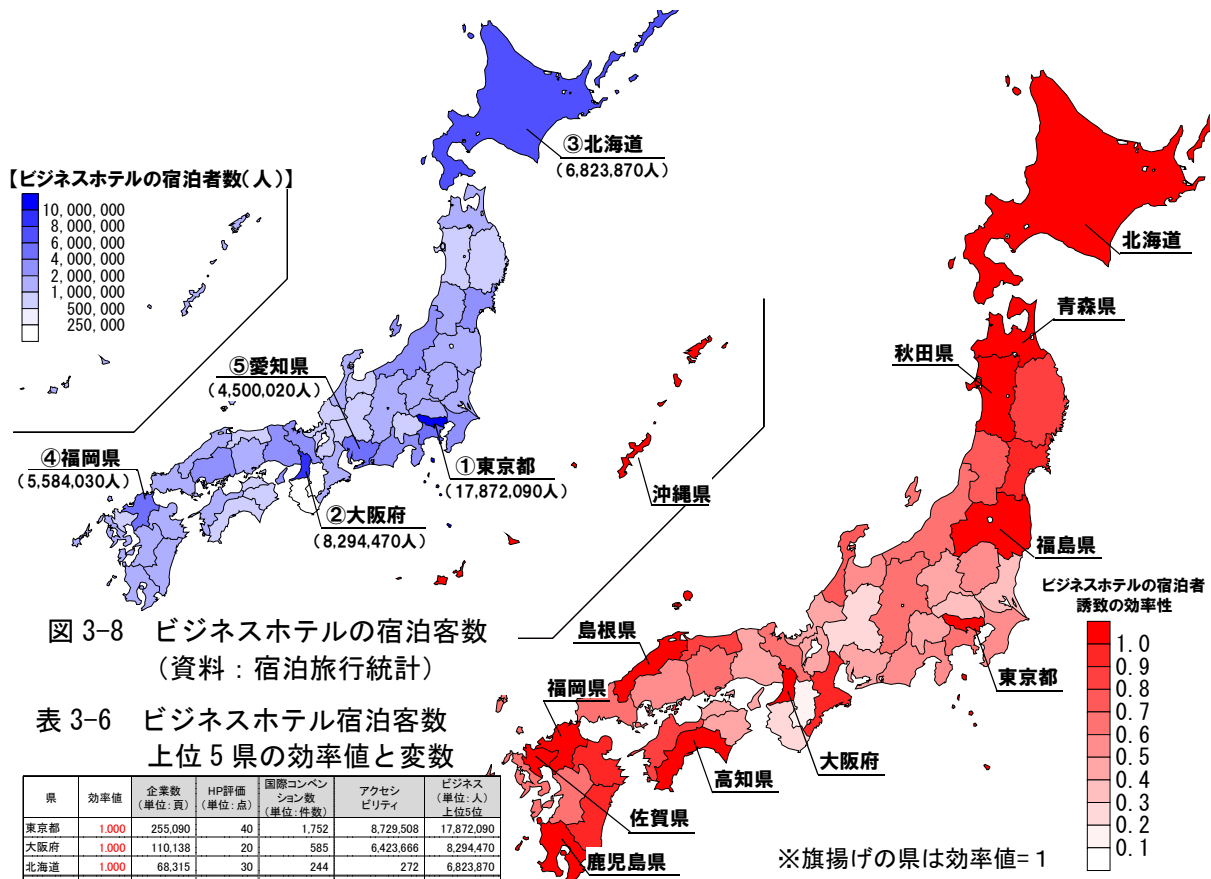 ③北海道
(6,823,870人)
【ビジネスホテルの宿泊者数(人)】
10,000,000
8,000,000
6,000,000
4,000,000
2,000,000
1,000,000
500,000
250,000
⑤愛知県
(4,500,020人)
④福岡県
(5,584,030人)
①東京都
(17,872,090人)
②大阪府
(8,294,470人)
図 3-8 ビジネスホテルの宿泊客数
(資料:宿泊旅行統計)
表 3-6 ビジネスホテル宿泊客数
上位 5 県の効率値と変数
県 効率値 企業数(単位:頁) HP評価(単位:点) 国際コンベンション数(単位:件数) アクセシビリティ ビジネス(単位:人)上位5位
東京都 1.000 255,090 40 1,752 8,729,508 17,872,090
大阪府 1.000 110,138 20 585 6,423,666 8,294,470
北海道 1.000 68,315 30 244 272 6,823,870
北海道
青森県
秋田県
沖縄県
福島県
島根県
福岡県
東京都
大阪府
高知県
佐賀県
鹿児島県
ビジネスホテルの宿泊者
誘致の効率性
1.0
0.9
0.8
0.7
0.6
0.5
0.4
0.3
0.2
0.1
※旗揚げの県は効率値=1